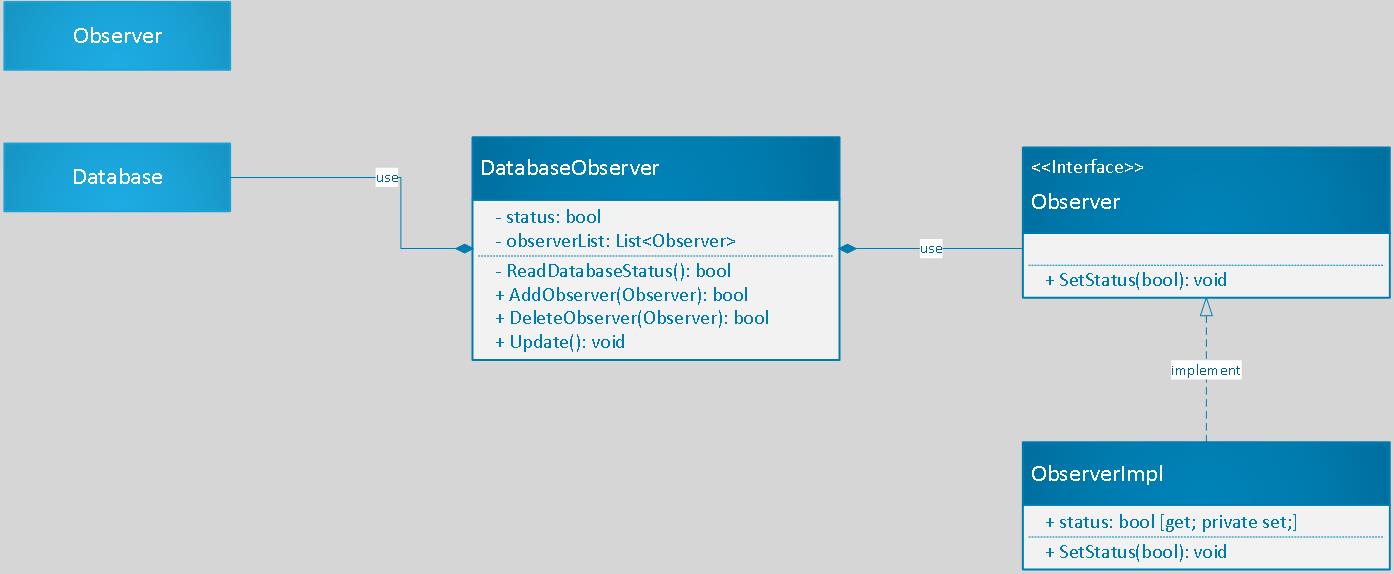 Observer
Database
use
DatabaseObserver
- status: bool
- observerList: List<Observer>
- ReadDatabaseStatus(): bool
+ AddObserver(Observer): bool
+ DeleteObserver(Observer): bool
+ Update(): void
use
<<Interface>>
Observer
+ SetStatus(bool): void
implement
ObserverImpl
+ status: bool [get; private set;]
+ SetStatus(bool): void